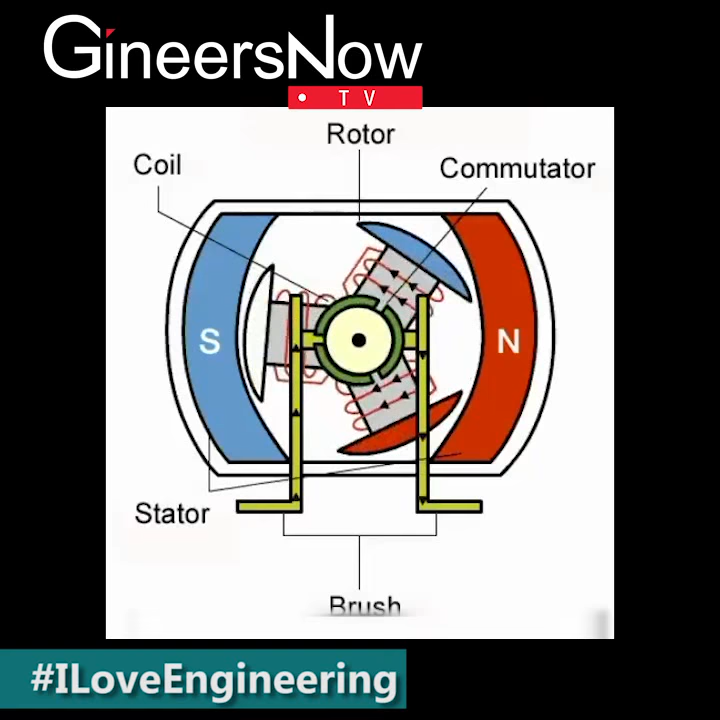 GineersNow
TV
Rotor
Coil
Commutator
S
N
Stator
Brush
#ILoveEngineering